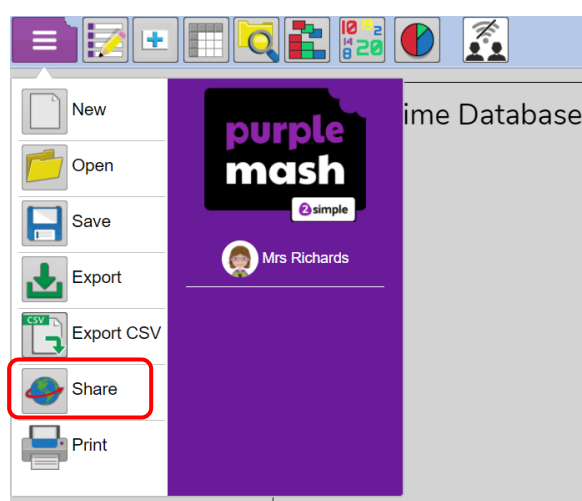 10 2
14
8 20
ime Database
New
Open
Save
Export
CSV
Export CSV
Share
Print
purple
mash
2simple
Mrs Richards